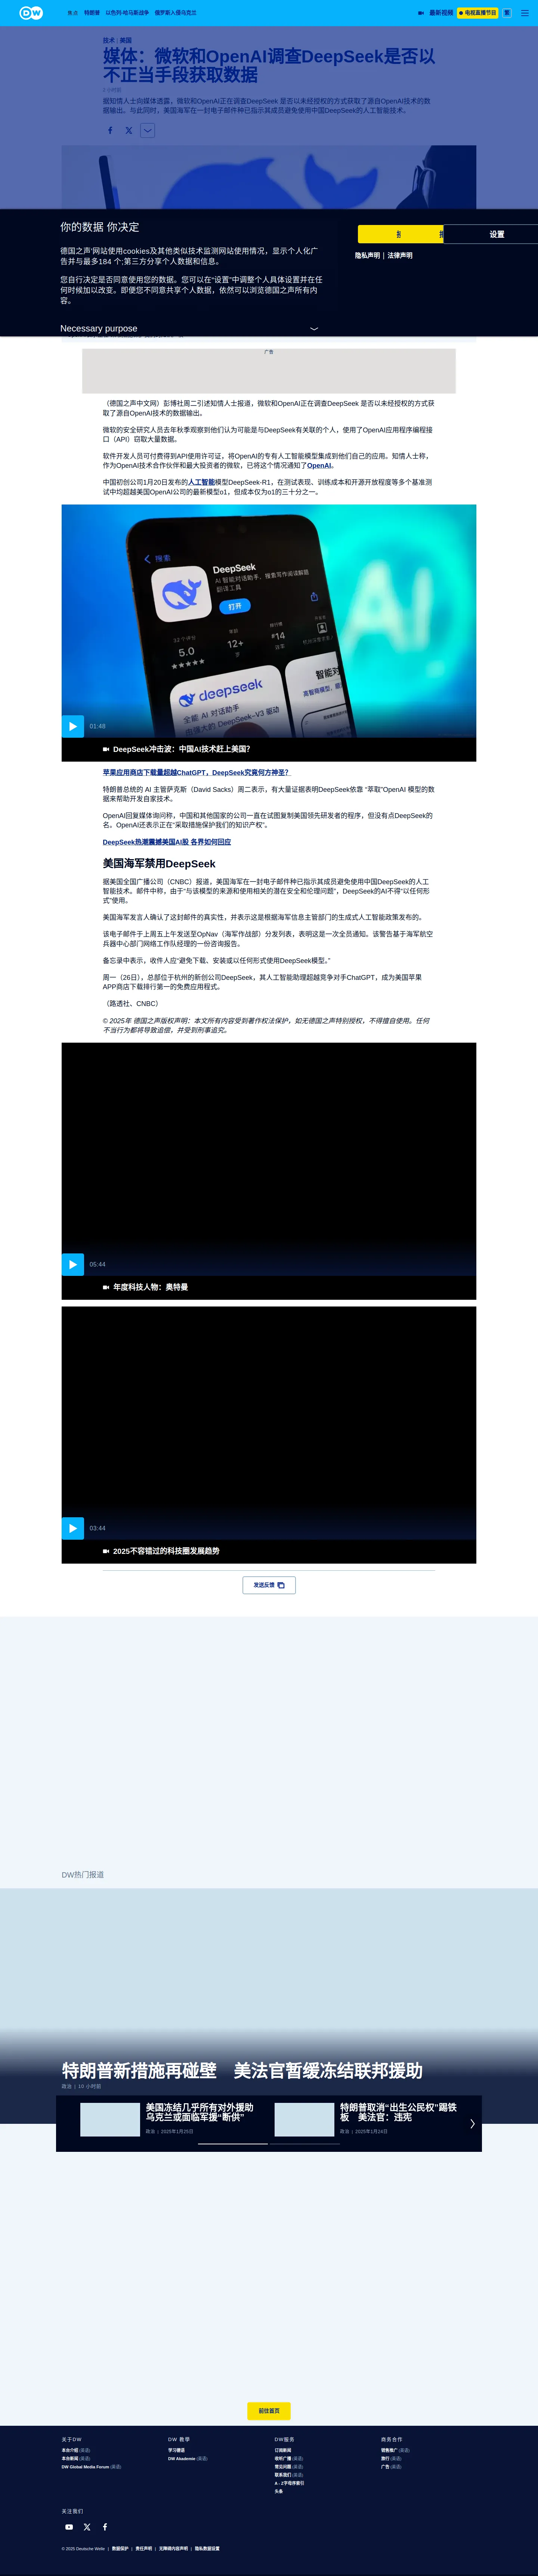 DW
焦点 特朗普 以色列-哈马斯战争 俄罗斯入侵乌克兰 最新视频 电视直播节目 繁
技术 | 美国
媒体：微软和OpenAI调查DeepSeek是否以
不正当手段获取数据
据知情人士向媒体透露，微软和OpenAI正在调查DeepSeek 是否以未经授权的方式获取了源自OpenAI技术的数
据输出。与此同时，美国海军在一封电子邮件种已指示其成员避免使用中国DeepSeek的人工智能技术。
你的数据 你决定
德国之声'网站使用cookies及其他类似技术监测网站使用情况，显示个人化广
告并与最多184 个;第三方分享个人数据和信息。
您自行决定是否同意使用您的数据。您可以在"设置"中调整个人具体设置并与任
何时候加以改变。即便您不同意共享个人数据，依然可以浏览德国之声所有内
容。
设置
隐私声明 | 法律声明
Necessary purpose
广告
（德国之声中文网）彭博社周二引述知情人士报道，微软和OpenAI正在调查DeepSeek 是否以未经授权的方式获
取了源自OpenAI技术的数据输出。
微软的安全研究人员去年秋季观察到他们认为可能是与DeepSeek有关联的个人，使用了OpenAI应用程序编程接
口（API）窃取大量数据。
软件开发人员可付费得到API使用许可证，将OpenAI的专有人工智能模型集成到他们自己的应用。知情人士称，
作为OpenAI技术合作伙伴和最大投资者的微软，已将这个情况通知了OpenAI。
中国初创公司1月20日发布的人工智能模型DeepSeek-R1，在测试表现、训练成本和开源开放程度等多个基准测
试中均超越美国OpenAI公司的最新模型o1，但成本仅为o1的三十分之一。
搜索
DeepSeek
AI 智能对话助手，搜索写作阅读解题
翻译工具
打开
5.0
12+
#14
deepseek
全能 AI 对话助手
01:48
DeepSeek冲击波：中国AI技术赶上美国？
苹果应用商店下载量超越ChatGPT，DeepSeek究竟何方神圣？
特朗普总统的 AI 主管萨克斯（David Sacks）周二表示，有大量证据表明DeepSeek依靠 “萃取”OpenAI 模型的数
据来帮助开发自家技术。
OpenAI回复媒体询问称，中国和其他国家的公司一直在试图复制美国领先研发者的程序，但没有点DeepSeek的
名。OpenAI还表示正在“采取措施保护我们的知识产权”。
DeepSeek热潮震撼美国AI股 各界如何回应
美国海军禁用DeepSeek
据美国全国广播公司（CNBC）报道，美国海军在一封电子邮件种已指示其成员避免使用中国DeepSeek的人工
智能技术。邮件中称，由于“与该模型的来源和使用相关的潜在安全和伦理问题”，DeepSeek的AI不得“以任何形
式”使用。
美国海军发言人确认了这封邮件的真实性，并表示这是根据海军信息主管部门的生成式人工智能政策发布的。
该电子邮件于上周五上午发送至OpNav（海军作战部）分发列表，表明这是一次全员通知。该警告基于海军航空
兵器中心部门网络工作队经理的一份咨询报告。
备忘录中表示，收件人应“避免下载、安装或以任何形式使用DeepSeek模型。”
周一（26日），总部位于杭州的新创公司DeepSeek，其人工智能助理超越竞争对手ChatGPT，成为美国苹果
APP商店下载排行第一的免费应用程式。
（路透社、CNBC）
© 2025年 德国之声版权声明：本文所有内容受到著作权法保护，如无德国之声特别授权，不得擅自使用。任何
不当行为都将导致追偿，并受到刑事追究。
05:44
年度科技人物：奥特曼
03:44
2025不容错过的科技圈发展趋势
发送反馈
DW热门报道
特朗普新措施再碰壁 美法官暂缓冻结联邦援助
政治 | 10 小时前
美国冻结几乎所有对外援助
乌克兰或面临军援“断供”
政治 | 2025年1月25日
特朗普取消“出生公民权”踢铁
板 美法官：违宪
政治 | 2025年1月24日
前往首页
关于DW
本台介绍 (英语)
本台新闻 (英语)
DW Global Media Forum (英语)
DW 教学
学习德语
DW Akademie (英语)
DW服务
订阅新闻
收听广播 (英语)
常见问题 (英语)
联系我们 (英语)
A - Z字母序索引
头条
商务合作
销售推广 (英语)
旅行 (英语)
广告 (英语)
关注我们
© 2025 Deutsche Welle | 数据保护 | 责任声明 | 无障碍内容声明 | 隐私数据设置